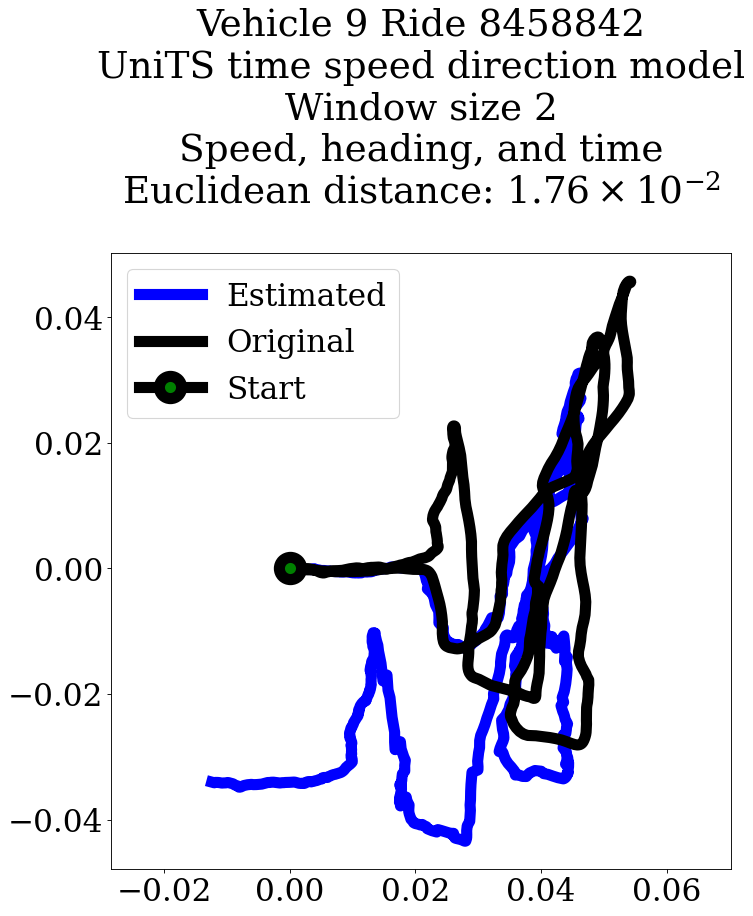 Vehicle 9 Ride 8458842
UniTS time speed direction model
Window size 2
Speed, heading, and time
Euclidean distance: 1.76 × 10⁻²
Estimated
Original
Start
0.04
0.02
0.00
−0.02
−0.04
−0.02 0.00 0.02 0.04 0.06